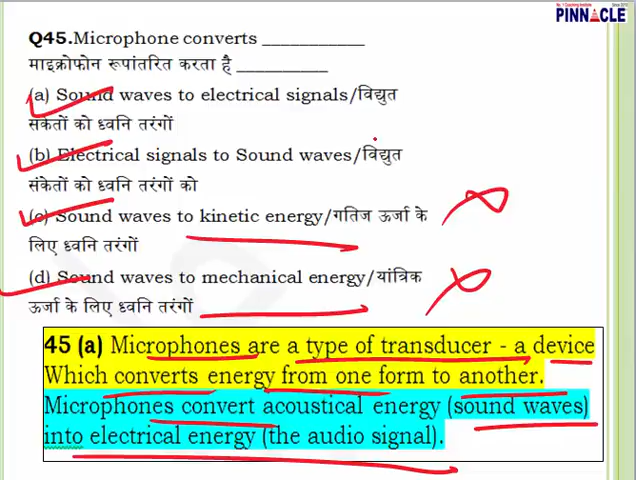 PINNACLE
Q45.Microphone converts ___________
माइक्रोफोन रूपांतरित करता है __________
(a) Sound waves to electrical signals/विद्युत
संकेतों को ध्वनि तरंगों
(b) Electrical signals to Sound waves/विद्युत
संकेतों को ध्वनि तरंगों को
(c) Sound waves to kinetic energy/गतिज ऊर्जा के
लिए ध्वनि तरंगों
(d) Sound waves to mechanical energy/यांत्रिक
ऊर्जा के लिए ध्वनि तरंगों
45 (a) Microphones are a type of transducer - a device
Which converts energy from one form to another.
Microphones convert acoustical energy (sound waves)
into electrical energy (the audio signal).